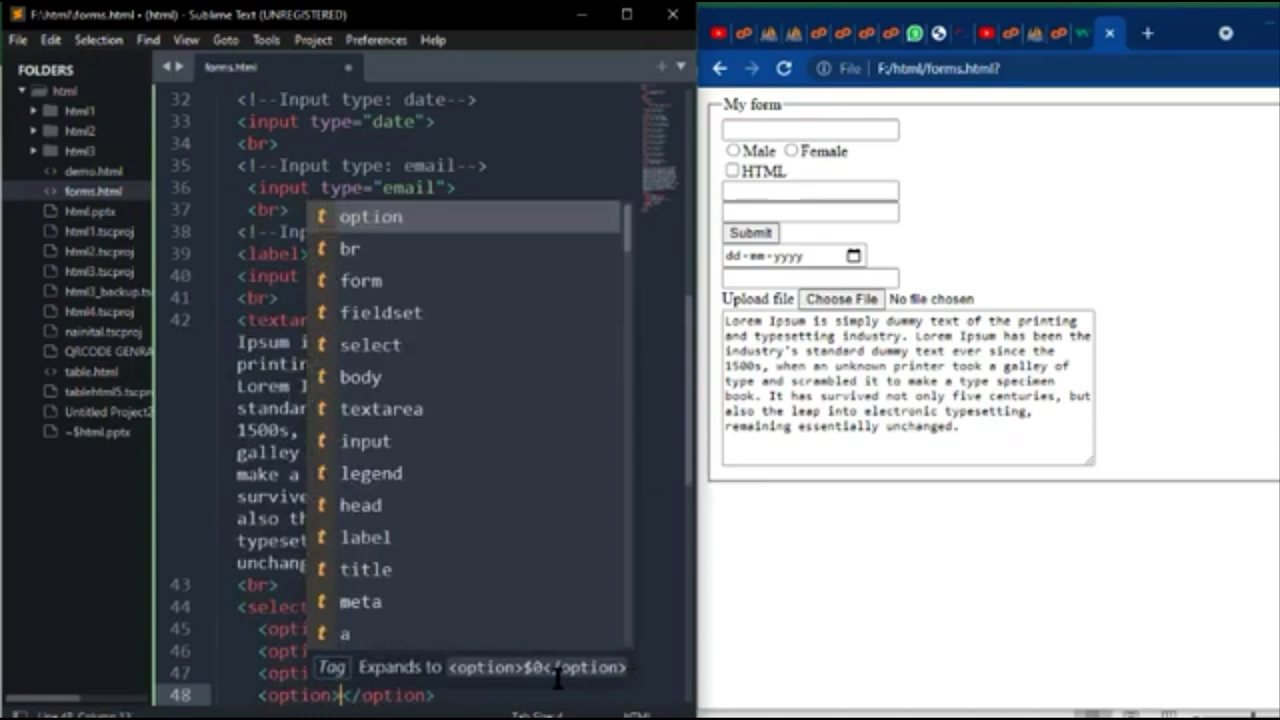 F:\html\forms.html • (html) - Sublime Text (UNREGISTERED)
File Edit Selection Find View Goto Tools Project Preferences Help
FOLDERS
html
html1
html2
html3
demo.html
forms.html
html.pptx
html1.tscproj
html2.tscproj
html3.tscproj
html3_backup.ts
html4.tscproj
nainital.tscproj
QRCODE GENRA
table.html
tablehtml5.tscpr
Untitled Project2
~$html.pptx
forms.html
32 <!--Input type: date-->
33 <input type="date">
34 <br>
35 <!--Input type: email-->
36 <input type="email">
37 <br>
38 <!--Inp
39 <label>
40 <input
41 <br>
42 <textar
Ipsum i
printin
Lorem I
standar
1500s,
galley
make a
survive
also th
typeset
unchang
43 <br>
44 <select
45 <opti
46 <opti
47 <opti
48 <option></option>
option
br
form
fieldset
select
body
textarea
input
legend
head
label
title
meta
a
Tag Expands to <option>$0</option>
File F:/html/forms.html?
My form
Male Female
HTML
Submit
dd-mm-yyyy
Upload file Choose File No file chosen
Lorem Ipsum is simply dummy text of the printing
and typesetting industry. Lorem Ipsum has been the
industry's standard dummy text ever since the
1500s, when an unknown printer took a galley of
type and scrambled it to make a type specimen
book. It has survived not only five centuries, but
also the leap into electronic typesetting,
remaining essentially unchanged.